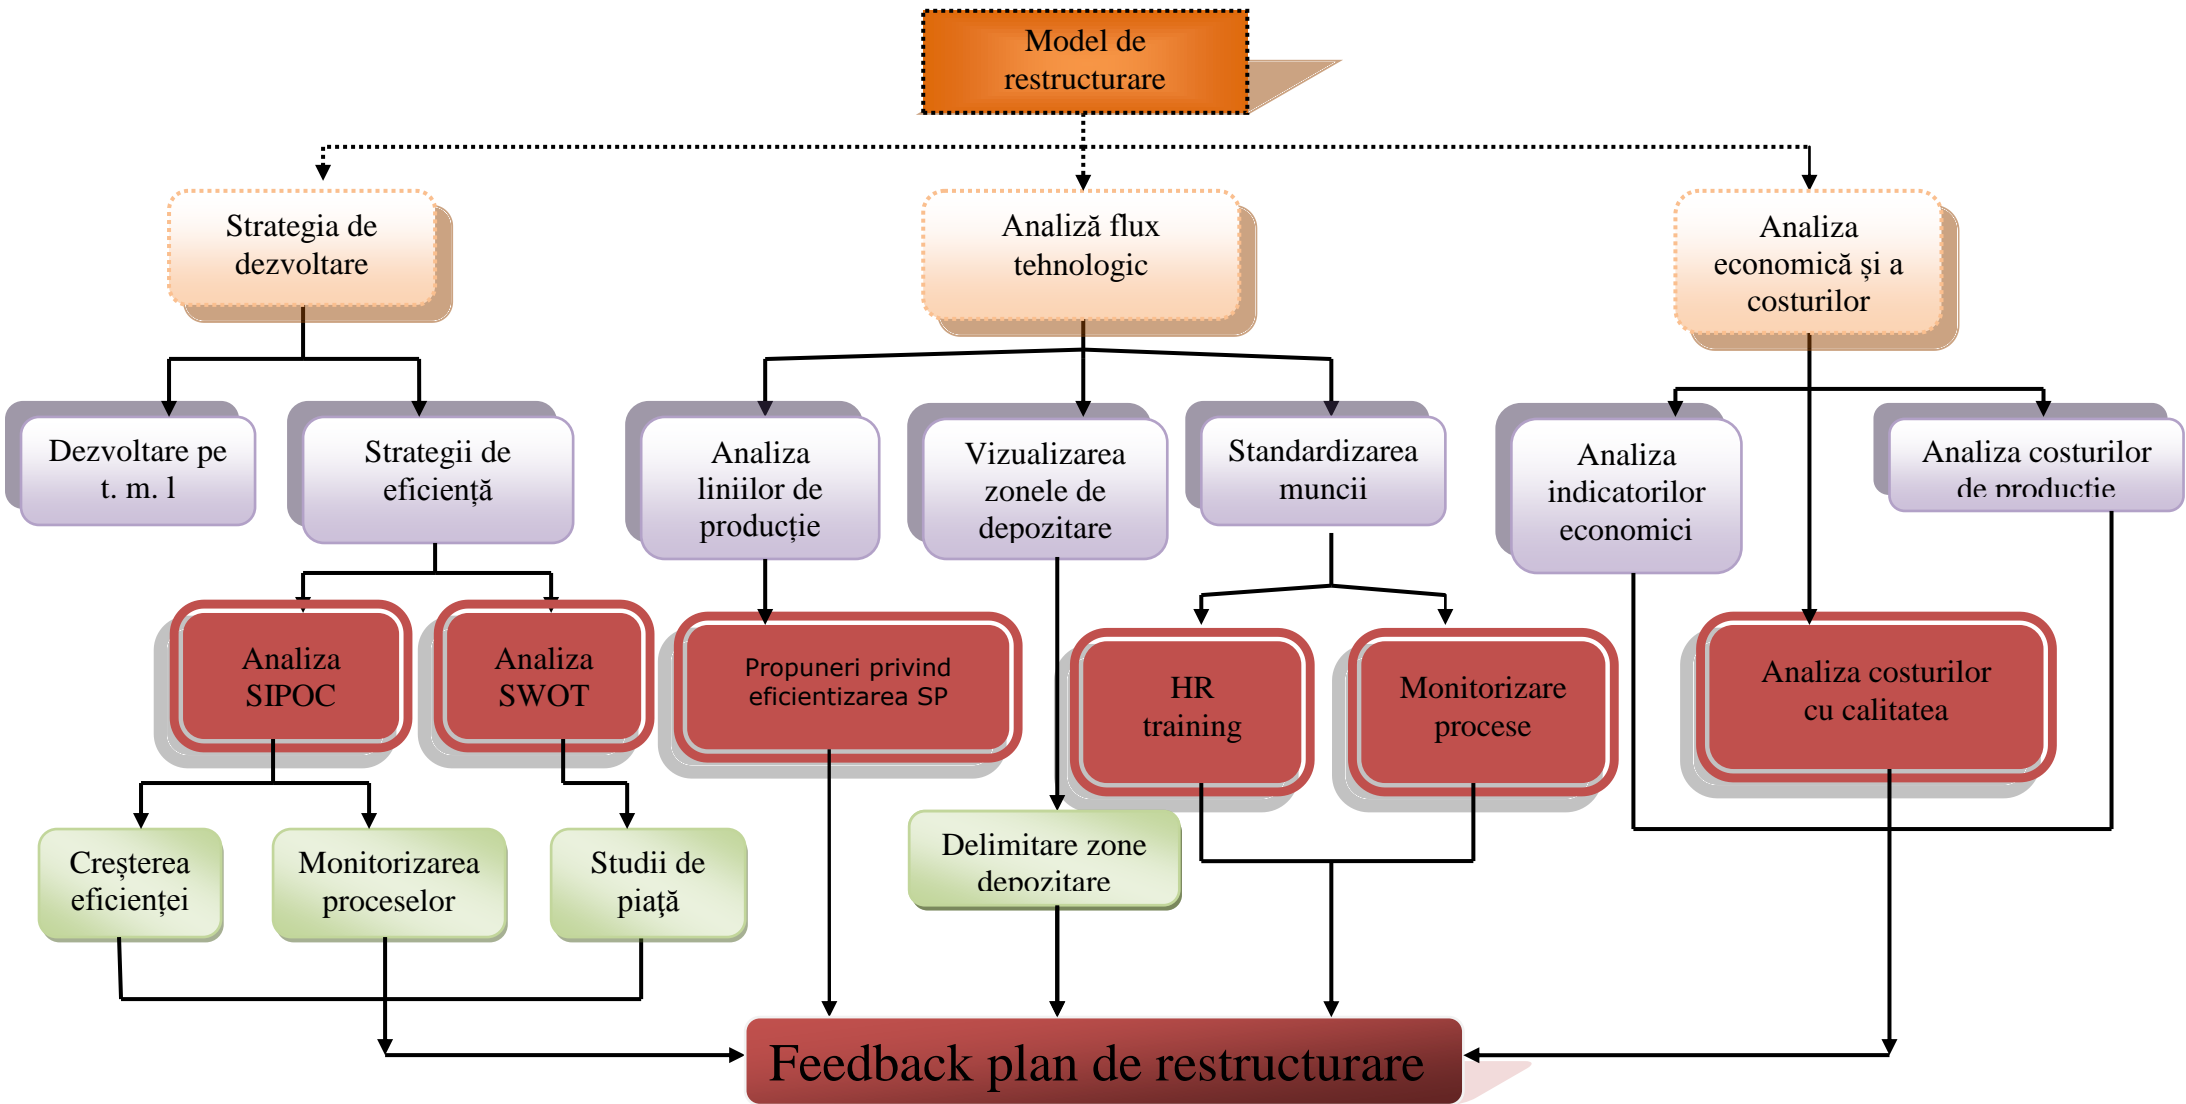 Model de
restructurare
Strategia de
dezvoltare
Analiză flux
tehnologic
Analiza
economică și a
costurilor
Dezvoltare pe
t. m. l
Strategii de
eficiență
Analiza
liniilor de
producție
Vizualizarea
zonele de
depozitare
Standardizarea
muncii
Analiza
indicatorilor
economici
Analiza costurilor
de producție
Analiza
SIPOC
Analiza
SWOT
Propuneri privind
eficientizarea SP
HR
training
Monitorizare
procese
Analiza costurilor
cu calitatea
Creșterea
eficienței
Monitorizarea
proceselor
Studii de
piață
Delimitare zone
depozitare
Feedback plan de restructurare